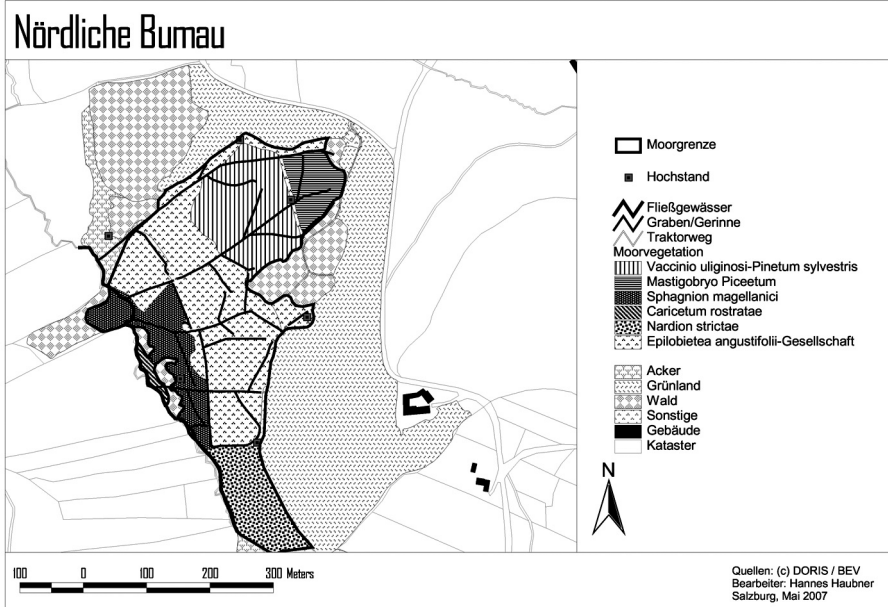 Nördliche Bumau
Moorgrenze
Hochstand
Fließgewässer
Graben/Gerinne
Traktorweg
Moorvegetation
Vaccinio uliginosi-Pinetum sylvestris
Mastigobryo Piceetum
Sphagnion magellanici
Caricetum rostratae
Nardion strictae
Epilobietea angustifolii-Gesellschaft
Acker
Grünland
Wald
Sonstige
Gebäude
Kataster
N
100 0 100 200 300 Meters
Quellen: (c) DORIS / BEV
Bearbeiter: Hannes Haubner
Salzburg, Mai 2007